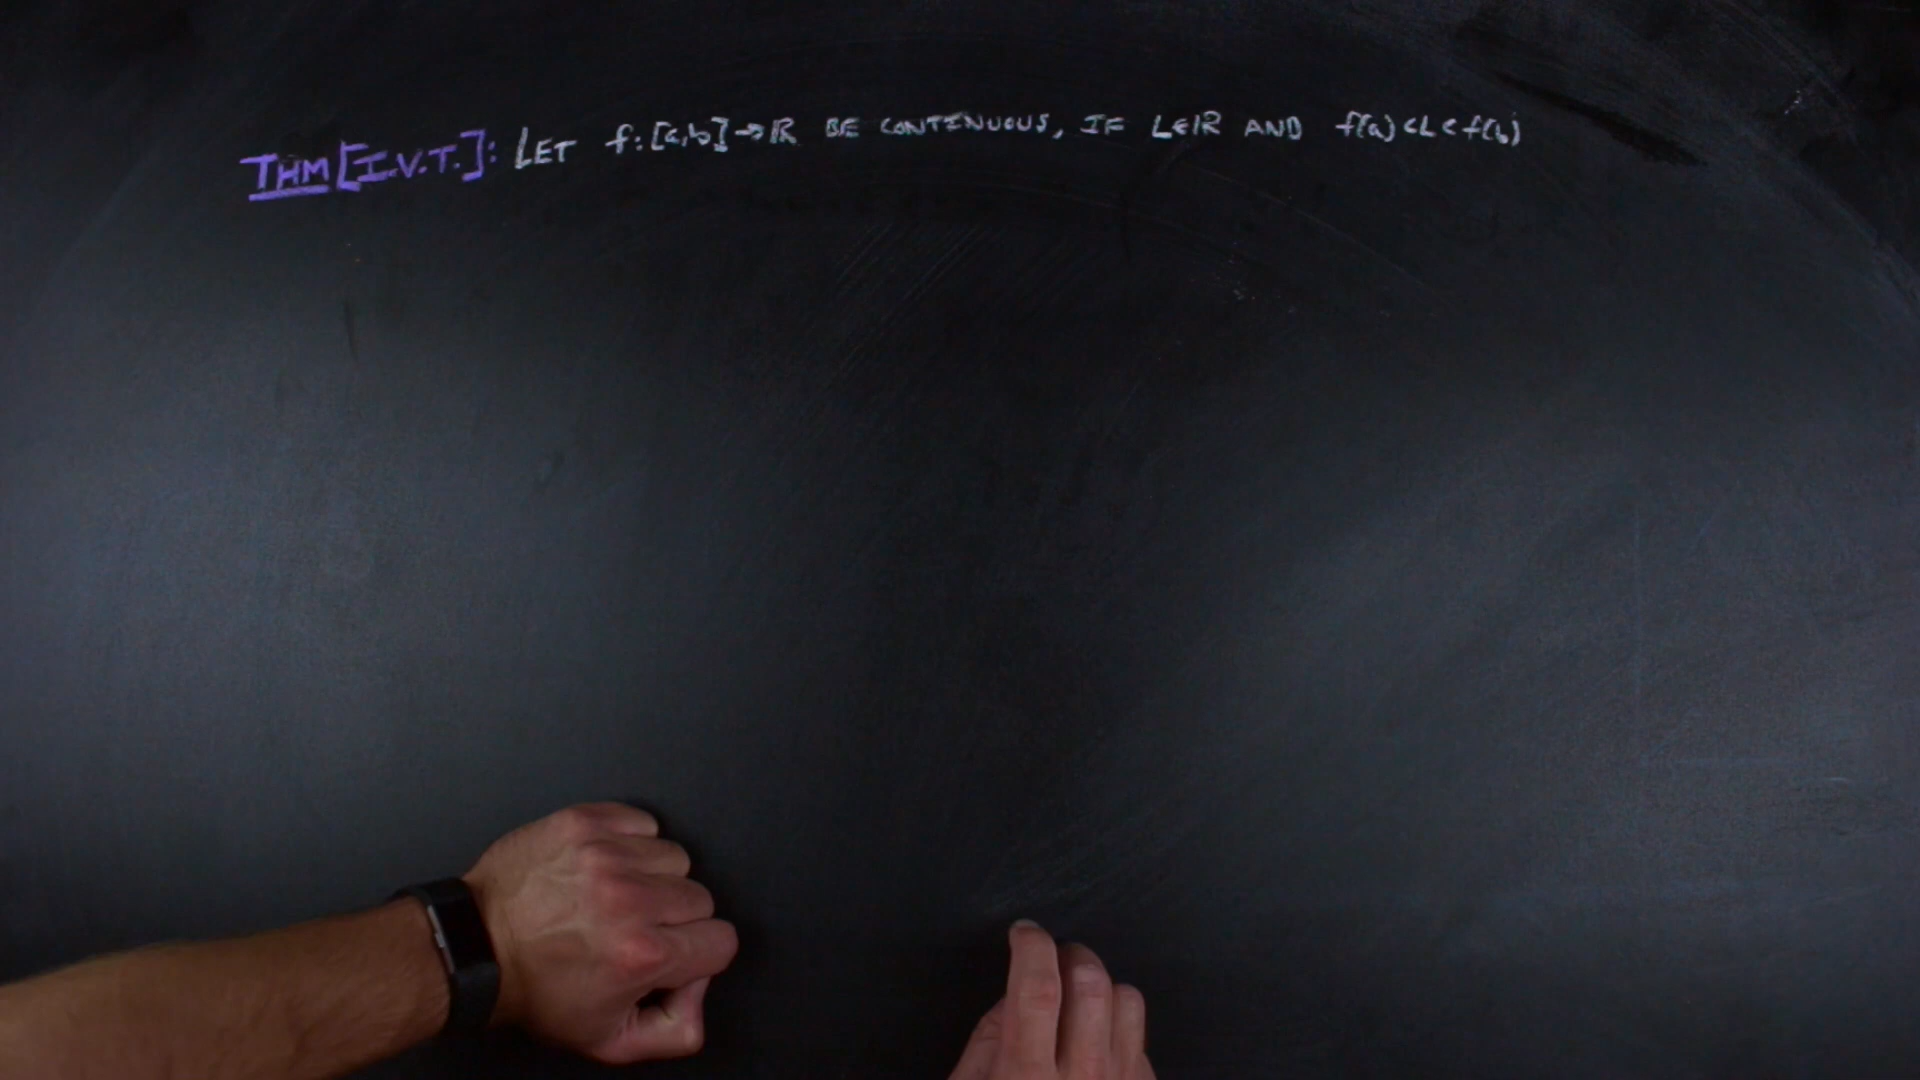 THM [I.V.T.]: LET f:[a,b]→ℝ BE CONTINUOUS, IF L∈ℝ AND f(a)<L<f(b)